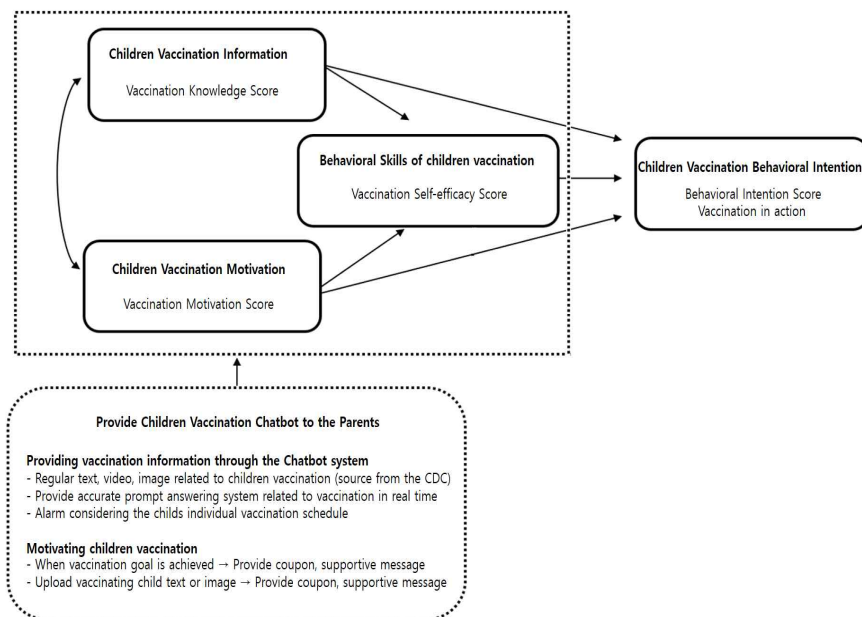 Children Vaccination Information
Vaccination Knowledge Score
Behavioral Skills of children vaccination
Vaccination Self-efficacy Score
Children Vaccination Behavioral Intention
Behavioral Intention Score
Vaccination in action
Children Vaccination Motivation
Vaccination Motivation Score
Provide Children Vaccination Chatbot to the Parents
Providing vaccination information through the Chatbot system
- Regular text, video, image related to children vaccination (source from the CDC)
- Provide accurate prompt answering system related to vaccination in real time
- Alarm considering the childs individual vaccination schedule
Motivating children vaccination
- When vaccination goal is achieved → Provide coupon, supportive message
- Upload vaccinating child text or image → Provide coupon, supportive message